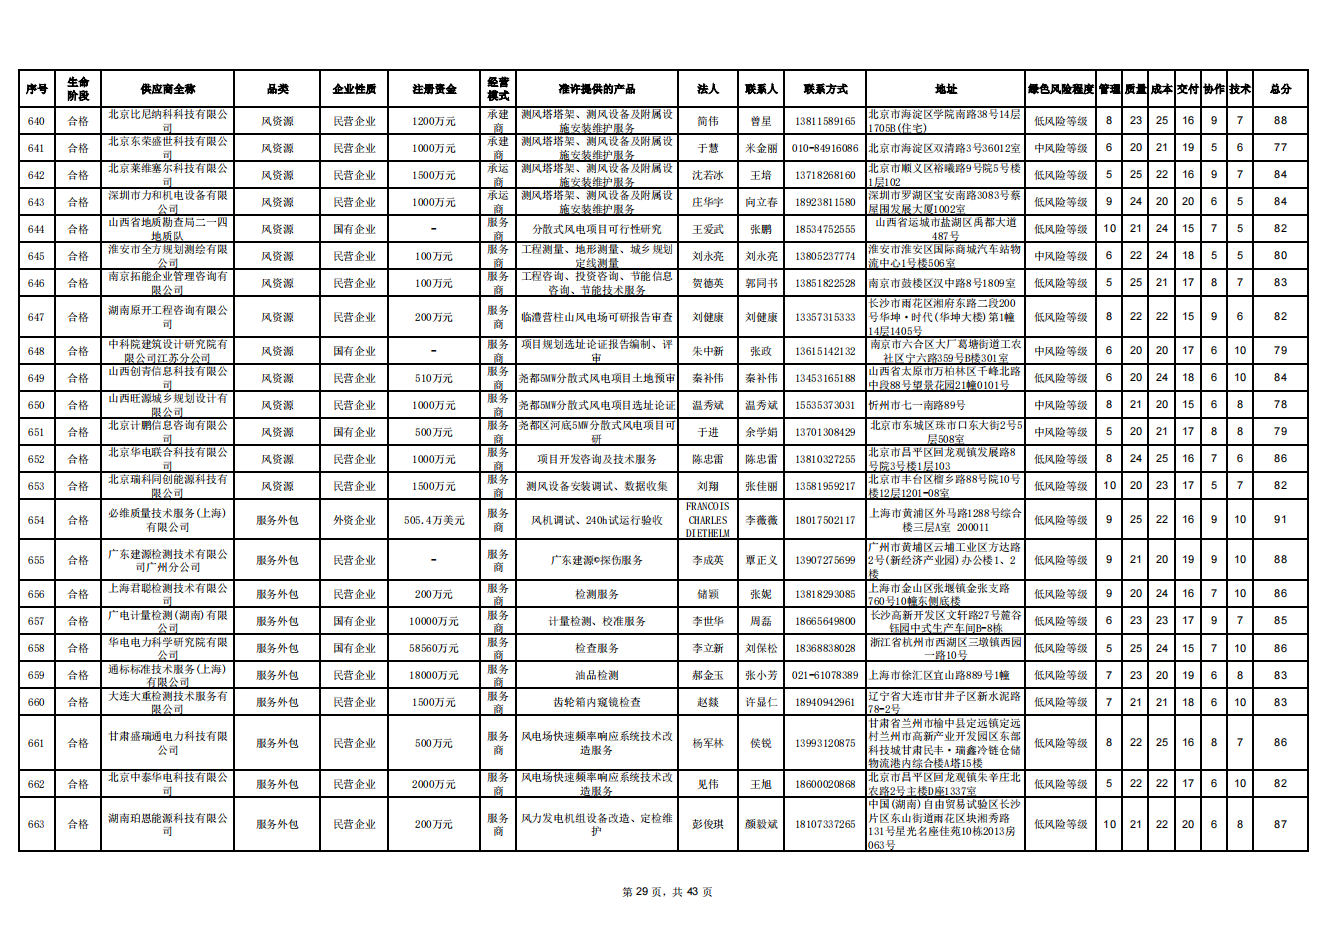 序号 生命阶段 供应商全称 品类 企业性质 注册资金 经营模式 准许提供的产品 法人 联系人 联系方式 地址 绿色风险程度 管理 质量 成本 交付 协作 技术 总分
640 合格 北京比尼纳科科技有限公司 风资源 民营企业 1200万元 承建商 测风塔塔架、测风设备及附属设施安装维护服务 简伟 曾星 13811589165 北京市海淀区学院南路38号14层1705B(住宅) 低风险等级 8 23 25 16 9 7 88
641 合格 北京东荣盛世科技有限公司 风资源 民营企业 1000万元 承建商 测风塔塔架、测风设备及附属设施安装维护服务 于慧 米金丽 010-84916086 北京市海淀区双清路3号36012室 中风险等级 6 20 21 19 5 6 77
642 合格 北京莱维塞尔科技有限公司 风资源 民营企业 1500万元 承运商 测风塔塔架、测风设备及附属设施安装维护服务 沈若冰 王培 13718268160 北京市顺义区裕曦路9号院5号楼1层102 低风险等级 5 25 22 16 9 7 84
643 合格 深圳市力和机电设备有限公司 风资源 民营企业 1000万元 承运商 测风塔塔架、测风设备及附属设施安装维护服务 庄华宇 向立春 18923811580 深圳市罗湖区宝安南路3083号蔡屋围发展大厦1002室 低风险等级 9 24 20 20 6 5 84
644 合格 山西省地质勘查局二一四地质队 风资源 国有企业 - 服务商 分散式风电项目可行性研究 王爱武 张鹏 18534752555 山西省运城市盐湖区禹都大道487号 低风险等级 10 21 24 15 7 5 82
645 合格 淮安市全方规划测绘有限公司 风资源 民营企业 100万元 服务商 工程测量、地形测量、城乡规划定线测量 刘永亮 刘永亮 13805237774 淮安市淮安区国际商城汽车站物流中心1号楼506室 中风险等级 6 22 24 18 5 5 80
646 合格 南京拓能企业管理咨询有限公司 风资源 民营企业 100万元 服务商 工程咨询、投资咨询、节能信息咨询、节能技术服务 贺德英 郭同书 13851822528 南京市鼓楼区汉中路8号1809室 低风险等级 5 25 21 17 8 7 83
647 合格 湖南原开工程咨询有限公司 风资源 民营企业 200万元 服务商 临澧营柱山风电场可研报告审查 刘健康 刘健康 13357315333 长沙市雨花区湘府东路二段200号华坤·时代(华坤大楼)第1幢14层1405号 低风险等级 8 22 22 15 9 6 82
648 合格 中科院建筑设计研究院有限公司江苏分公司 风资源 国有企业 - 服务商 项目规划选址论证报告编制、评审 朱中新 张政 13615142132 南京市六合区大厂葛塘街道工农社区宁六路359号B楼301室 中风险等级 6 20 20 17 6 10 79
649 合格 山西创青信息科技有限公司 风资源 民营企业 510万元 服务商 尧都5MW分散式风电项目土地预审 秦补伟 秦补伟 13453165188 山西省太原市万柏林区千峰北路中段88号望景花园21幢0101号 低风险等级 6 20 24 18 6 10 84
650 合格 山西旺源城乡规划设计有限公司 风资源 民营企业 1000万元 服务商 尧都5MW分散式风电项目选址论证 温秀斌 温秀斌 15535373031 忻州市七一南路89号 中风险等级 8 21 20 15 6 8 78
651 合格 北京计鹏信息咨询有限公司 风资源 国有企业 500万元 服务商 尧都区河底5MW分散式风电项目可研 于进 余学娟 13701308429 北京市东城区珠市口东大街2号5层508室 中风险等级 5 20 21 17 8 8 79
652 合格 北京华电联合科技有限公司 风资源 民营企业 1000万元 服务商 项目开发咨询及技术服务 陈忠雷 陈忠雷 13810327255 北京市昌平区回龙观镇发展路8号院3号楼1层103 低风险等级 8 24 25 16 7 6 86
653 合格 北京瑞科同创能源科技有限公司 风资源 民营企业 1500万元 服务商 测风设备安装调试、数据收集 刘翔 张佳丽 13581959217 北京市丰台区榴乡路88号院10号楼12层1201-08室 低风险等级 10 20 23 17 5 7 82
654 合格 必维质量技术服务(上海)有限公司 服务外包 外资企业 505.4万美元 服务商 风机调试、240h试运行验收 FRANCOIS CHARLES DIETHELM 李薇薇 18017502117 上海市黄浦区外马路1288号综合楼三层A室 200011 低风险等级 9 25 22 16 9 10 91
655 合格 广东建源检测技术有限公司广州分公司 服务外包 民营企业 - 服务商 广东建源©探伤服务 李成英 覃正义 13907275699 广州市黄埔区云埔工业区方达路2号(新经济产业园)办公楼1、2楼 低风险等级 9 21 20 19 9 10 88
656 合格 上海君聪检测技术有限公司 服务外包 民营企业 200万元 服务商 检测服务 储颖 张妮 13818293085 上海市金山区张堰镇金张支路760号10幢东侧底楼 低风险等级 9 20 24 16 7 10 86
657 合格 广电计量检测(湖南)有限公司 服务外包 国有企业 10000万元 服务商 计量检测、校准服务 李世华 周磊 18665649800 长沙高新开发区文轩路27号麓谷钰园中式生产车间B-8栋 低风险等级 6 23 23 17 9 7 85
658 合格 华电电力科学研究院有限公司 服务外包 国有企业 58560万元 服务商 检查服务 李立新 刘保松 18368838028 浙江省杭州市西湖区三墩镇西园一路10号 低风险等级 5 25 24 15 7 10 86
659 合格 通标标准技术服务(上海)有限公司 服务外包 民营企业 18000万元 服务商 油品检测 郝金玉 张小芳 021-61078389 上海市徐汇区宜山路889号1幢 低风险等级 7 23 20 19 6 8 83
660 合格 大连大重检测技术服务有限公司 服务外包 民营企业 1500万元 服务商 齿轮箱内窥镜检查 赵燚 许显仁 18940942961 辽宁省大连市甘井子区新水泥路78-2号 低风险等级 7 21 21 18 6 10 83
661 合格 甘肃盛瑞通电力科技有限公司 服务外包 民营企业 500万元 服务商 风电场快速频率响应系统技术改造服务 杨军林 侯锐 13993120875 甘肃省兰州市榆中县定远镇定远村兰州市高新产业开发园区东部科技城甘肃民丰·瑞鑫冷链仓储物流港内综合楼A塔15楼 低风险等级 8 22 25 16 8 7 86
662 合格 北京中泰华电科技有限公司 服务外包 民营企业 2000万元 服务商 风电场快速频率响应系统技术改造服务 见伟 王旭 18600020868 北京市昌平区回龙观镇朱辛庄北农路2号主楼D座1337室 低风险等级 5 22 22 17 6 10 82
663 合格 湖南珀恩能源科技有限公司 服务外包 民营企业 200万元 服务商 风力发电机组设备改造、定检维护 彭俊琪 颜毅斌 18107337265 中国(湖南)自由贸易试验区长沙片区东山街道雨花区块湘秀路131号星光名座佳苑10栋2013房063号 低风险等级 10 21 22 20 6 8 87
第 29 页，共 43 页